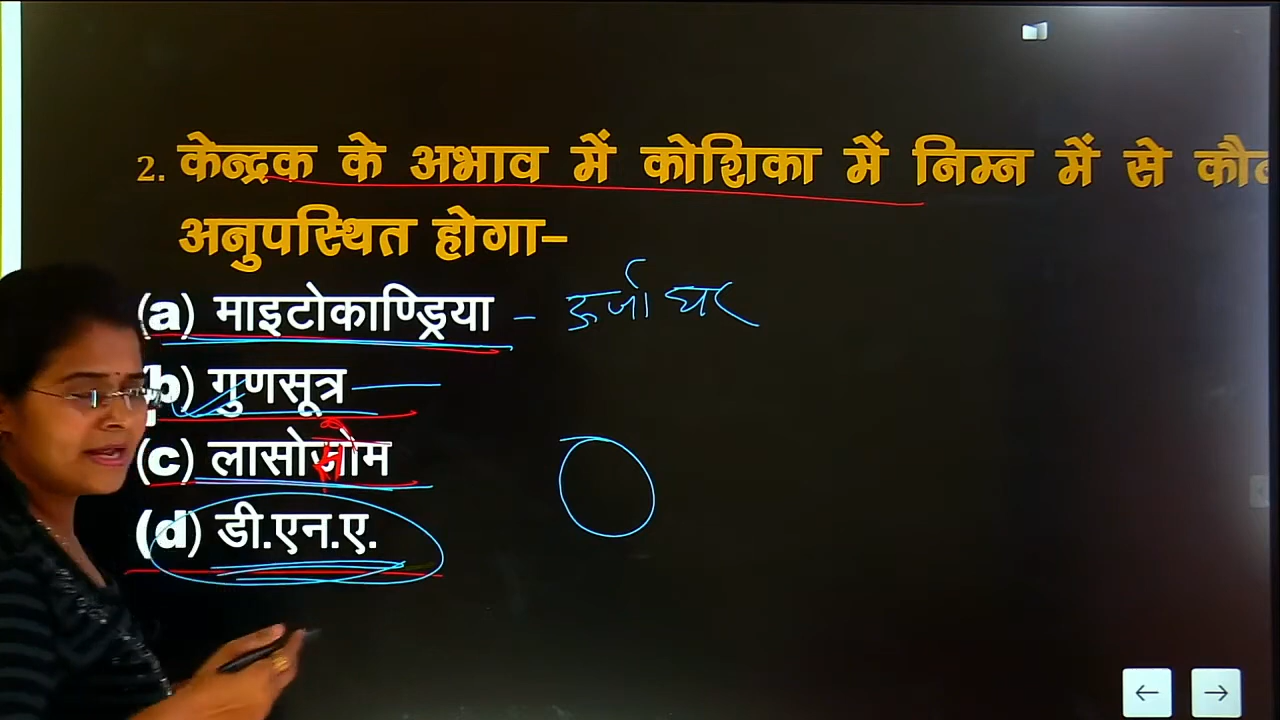 2. केन्द्रक के अभाव में कोशिका में निम्न में से
अनुपस्थित होगा-
(a) माइटोकाण्ड्रिया - ऊर्जा घर
(b) गुणसूत्र
(c) लासोजोम
(d) डी.एन.ए.